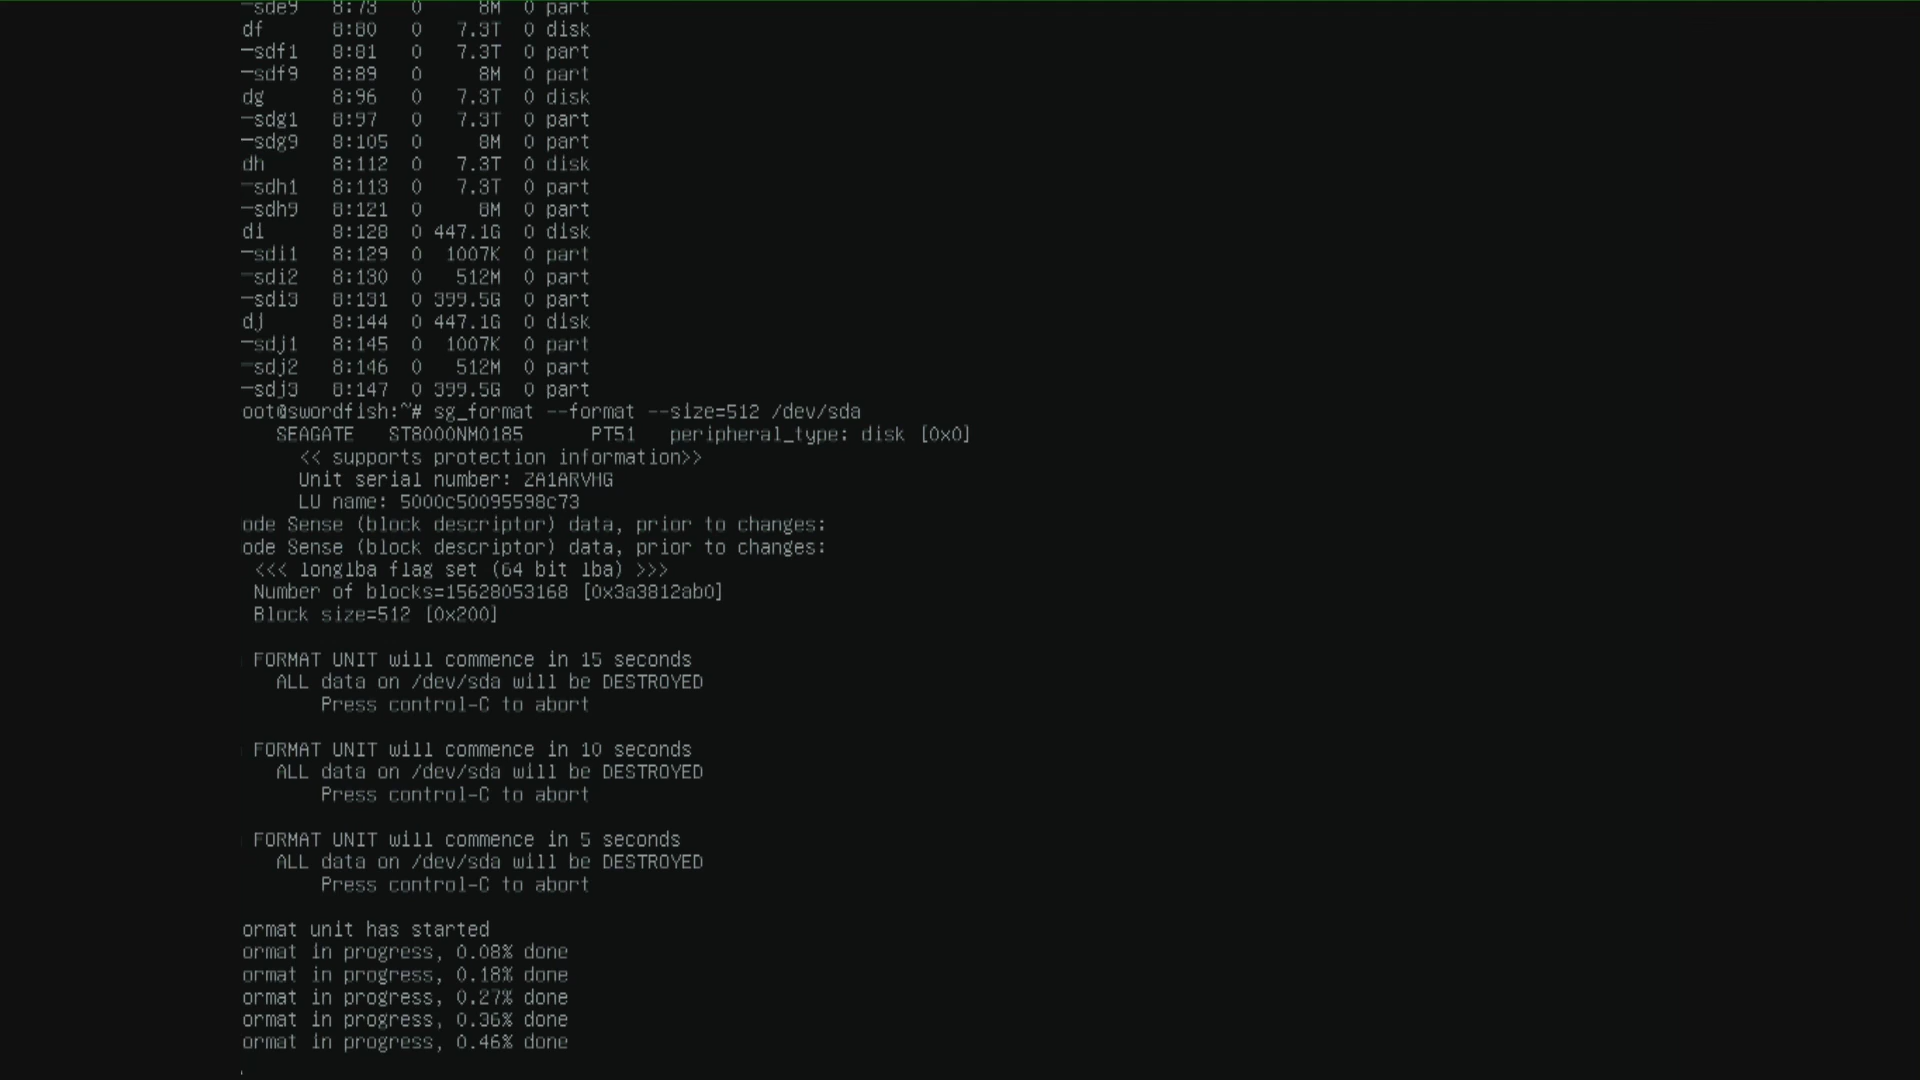 ─sde9   8:73   0     8M  0 part
df      8:80   0   7.3T  0 disk
─sdf1   8:81   0   7.3T  0 part
─sdf9   8:89   0     8M  0 part
dg      8:96   0   7.3T  0 disk
─sdg1   8:97   0   7.3T  0 part
─sdg9   8:105  0     8M  0 part
dh      8:112  0   7.3T  0 disk
─sdh1   8:113  0   7.3T  0 part
─sdh9   8:121  0     8M  0 part
di      8:128  0 447.1G  0 disk
─sdi1   8:129  0  1007K  0 part
─sdi2   8:130  0   512M  0 part
─sdi3   8:131  0 399.5G  0 part
dj      8:144  0 447.1G  0 disk
─sdj1   8:145  0  1007K  0 part
─sdj2   8:146  0   512M  0 part
─sdj3   8:147  0 399.5G  0 part
oot@swordfish:~# sg_format --format --size=512 /dev/sda
SEAGATE   ST8000NM0185      PT51   peripheral_type: disk [0x0]
<< supports protection information>>
Unit serial number: ZA1ARVHG
LU name: 5000c50095598c73
ode Sense (block descriptor) data, prior to changes:
ode Sense (block descriptor) data, prior to changes:
<<< longlba flag set (64 bit lba) >>>
Number of blocks=15628053168 [0x3a3812ab0]
Block size=512 [0x200]
FORMAT UNIT will commence in 15 seconds
ALL data on /dev/sda will be DESTROYED
Press control-C to abort
FORMAT UNIT will commence in 10 seconds
ALL data on /dev/sda will be DESTROYED
Press control-C to abort
FORMAT UNIT will commence in 5 seconds
ALL data on /dev/sda will be DESTROYED
Press control-C to abort
ormat unit has started
ormat in progress, 0.08% done
ormat in progress, 0.18% done
ormat in progress, 0.27% done
ormat in progress, 0.36% done
ormat in progress, 0.46% done